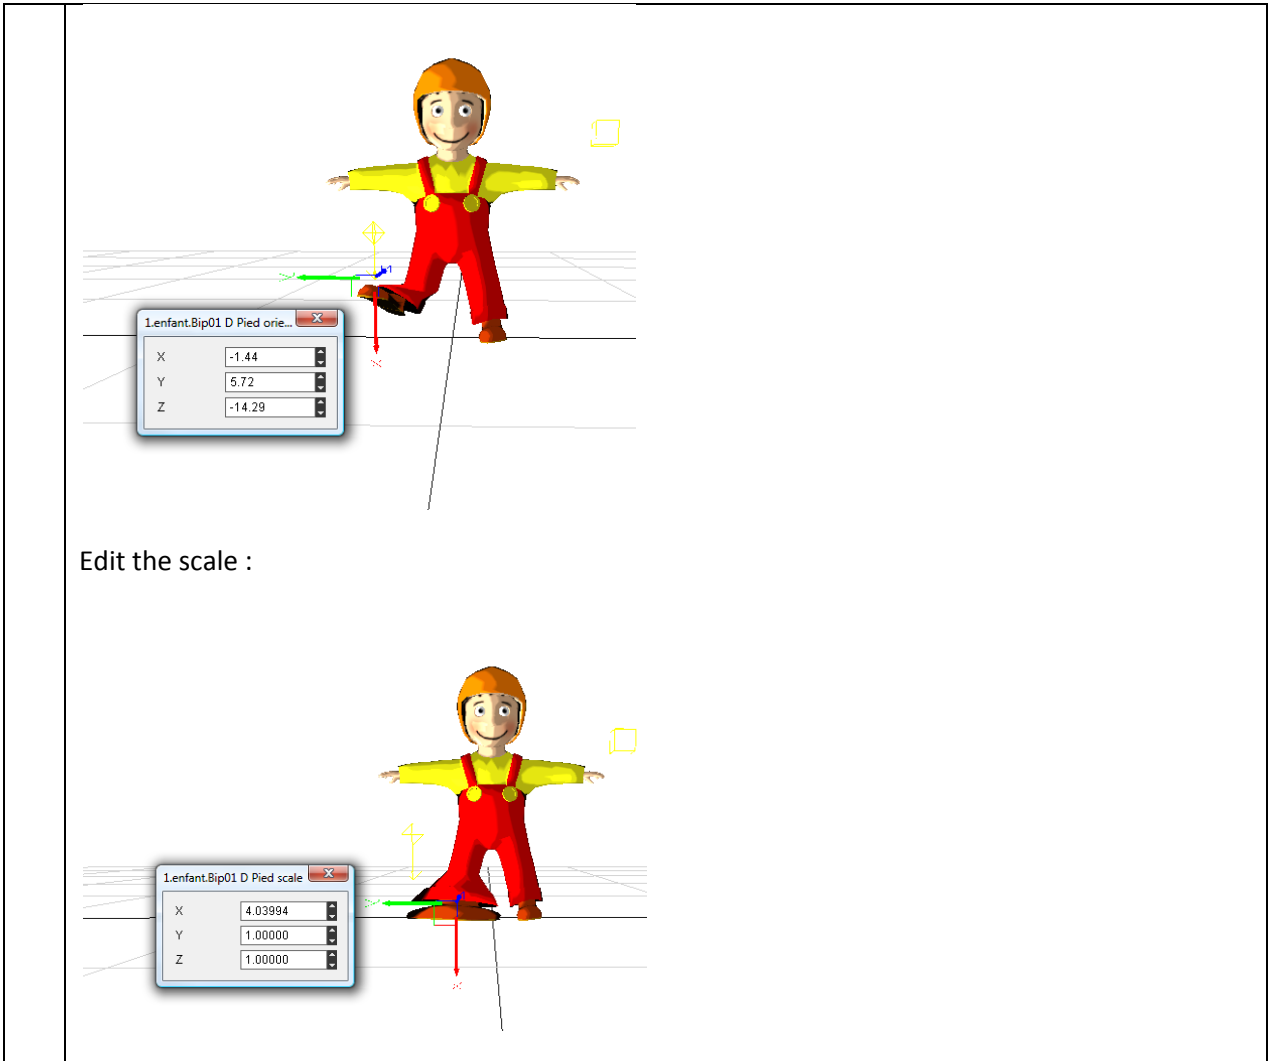 1.enfant.Bip01 D Pied orie...
X -1.44
Y 5.72
Z -14.29
X
Edit the scale :
1.enfant.Bip01 D Pied scale
X 4.03994
Y 1.00000
Z 1.00000
X